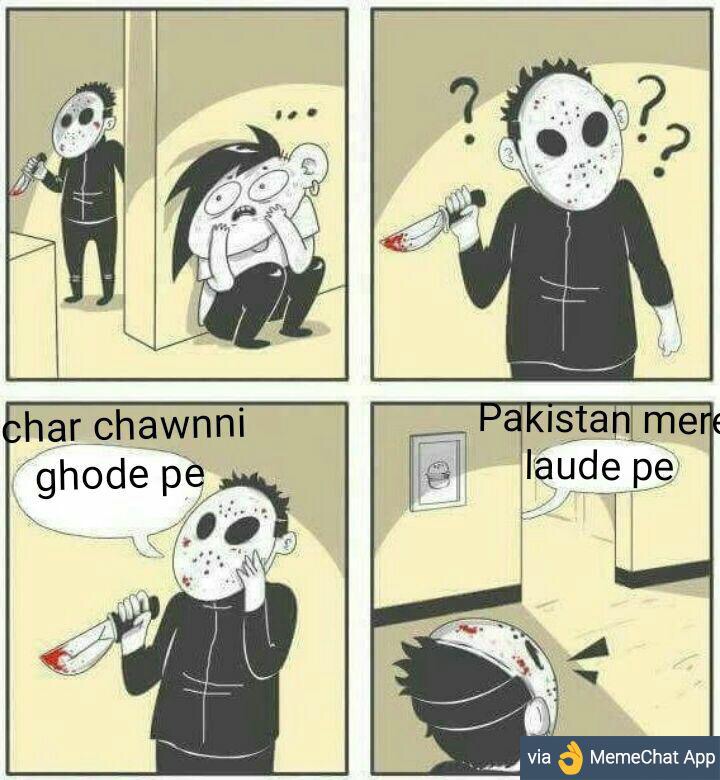 ...
?
?
?
char chawnni
ghode pe
Pakistan mere
laude pe
via 👌 MemeChat App